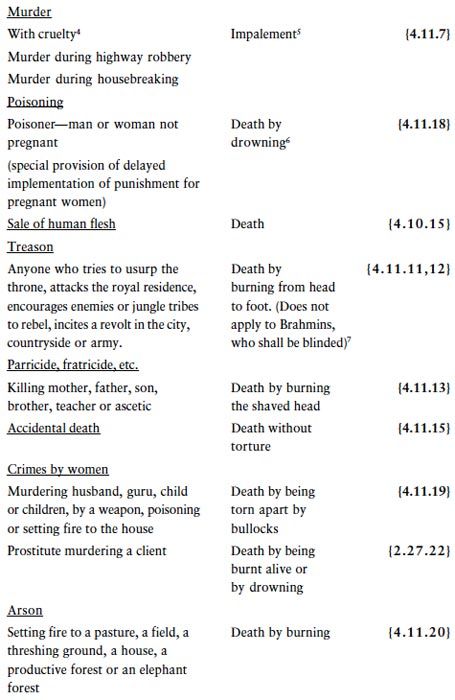 Murder
With cruelty⁴ Impalement⁵ {4.11.7}
Murder during highway robbery
Murder during housebreaking
Poisoning
Poisoner—man or woman not Death by {4.11.18}
pregnant drowning⁶
(special provision of delayed
implementation of punishment for
pregnant women)
Sale of human flesh Death {4.10.15}
Treason
Anyone who tries to usurp the Death by {4.11.11,12}
throne, attacks the royal residence, burning from head
encourages enemies or jungle tribes to foot. (Does not
to rebel, incites a revolt in the city, apply to Brahmins,
countryside or army. who shall be blinded)⁷
Parricide, fratricide, etc.
Killing mother, father, son, Death by burning {4.11.13}
brother, teacher or ascetic the shaved head
Accidental death Death without {4.11.15}
torture
Crimes by women
Murdering husband, guru, child Death by being {4.11.19}
or children, by a weapon, poisoning torn apart by
or setting fire to the house bullocks
Prostitute murdering a client Death by being {2.27.22}
burnt alive or
by drowning
Arson
Setting fire to a pasture, a field, a Death by burning {4.11.20}
threshing ground, a house, a
productive forest or an elephant
forest